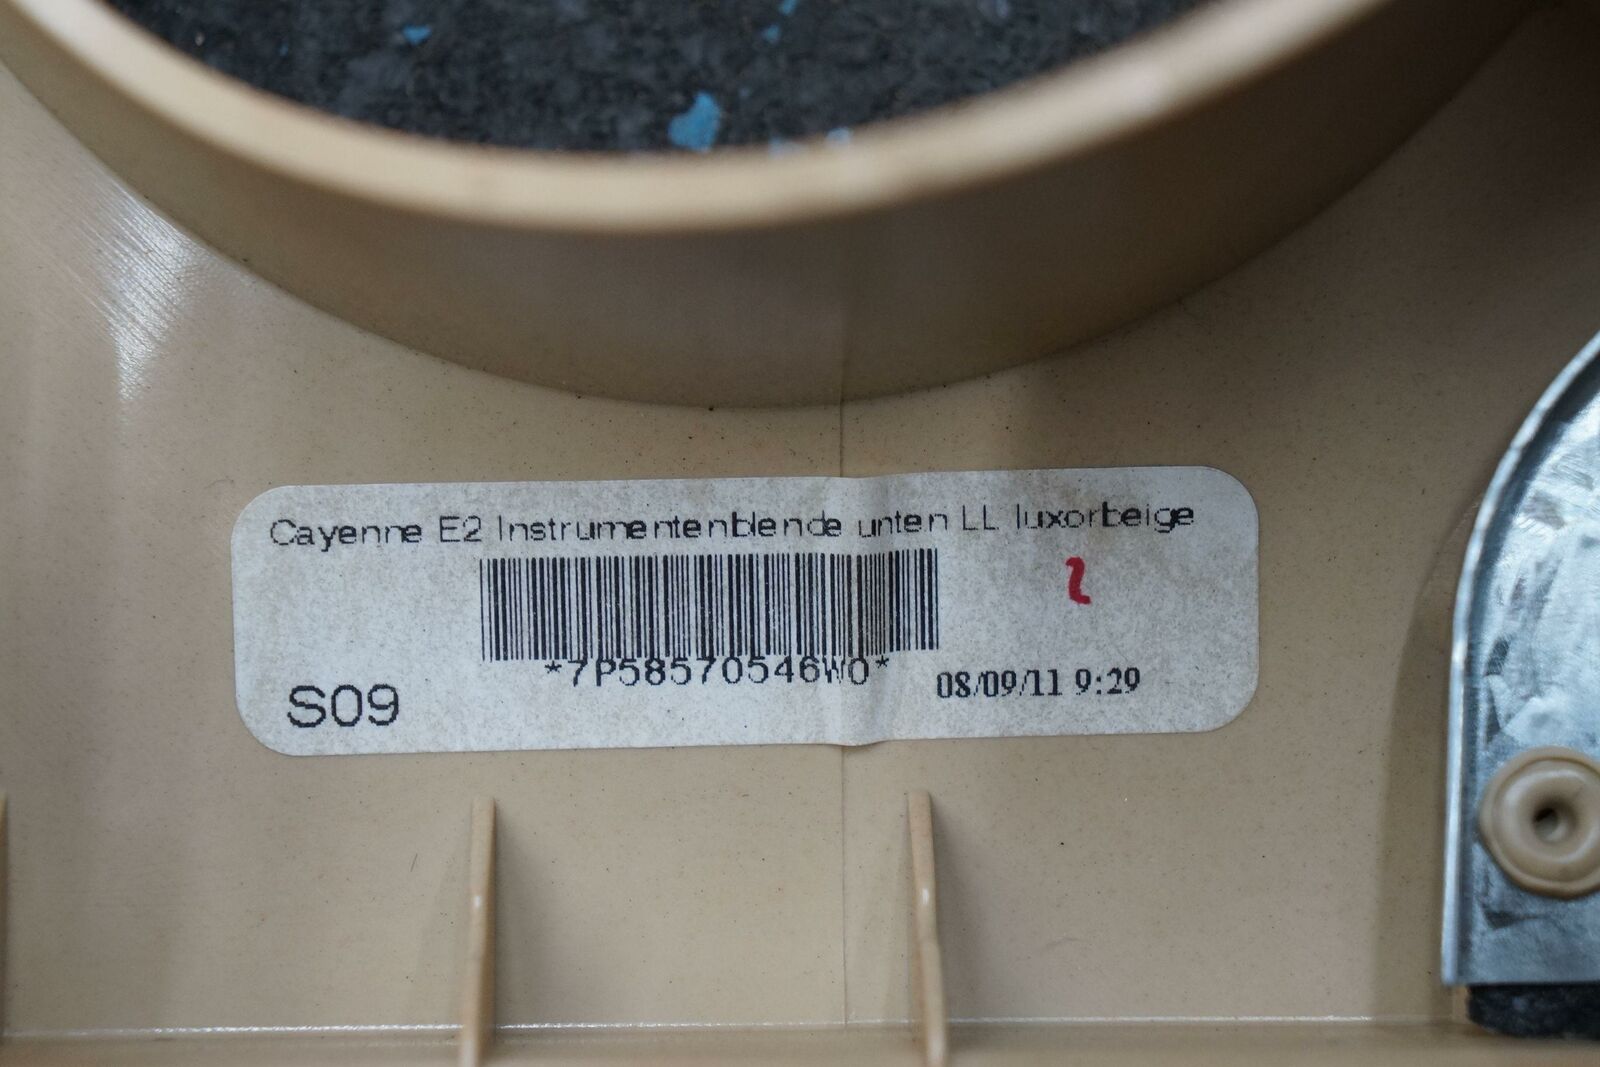 Cayenne E2 Instrumentenblende unten LL luxorbeige
*7P58570546W0*
S09
08/09/11 9:29